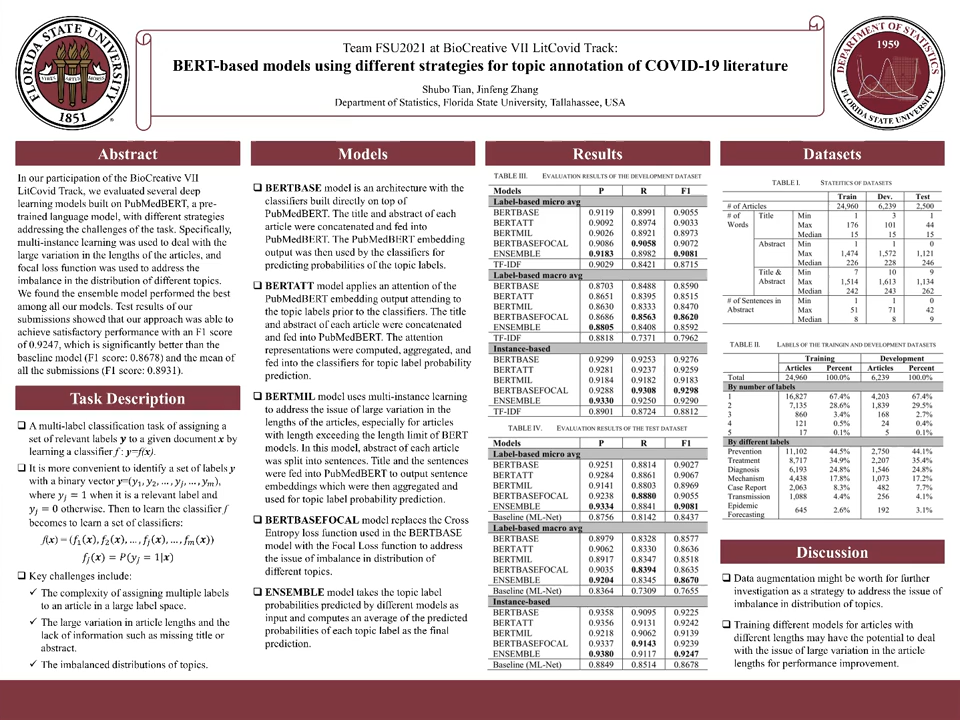 FLORIDA STATE UNIVERSITY
VIRES ARTES MORES
1851
Team FSU2021 at BioCreative VII LitCovid Track:
BERT-based models using different strategies for topic annotation of COVID-19 literature
Shubo Tian, Jinfeng Zhang
Department of Statistics, Florida State University, Tallahassee, USA
DEPARTMENT OF STATISTICS
1959
FLORIDA STATE UNIVERSITY
Abstract
In our participation of the BioCreative VII
LitCovid Track, we evaluated several deep
learning models built on PubMedBERT, a pre-
trained language model, with different strategies
addressing the challenges of the task. Specifically,
multi-instance learning was used to deal with the
large variation in the lengths of the articles, and
focal loss function was used to address the
imbalance in the distribution of different topics.
We found the ensemble model performed the best
among all our models. Test results of our
submissions showed that our approach was able to
achieve satisfactory performance with an F1 score
of 0.9247, which is significantly better than the
baseline model (F1 score: 0.8678) and the mean of
all the submissions (F1 score: 0.8931).
Task Description
❑ A multi-label classification task of assigning a
set of relevant labels y to a given document x by
learning a classifier f : y=f(x).
❑ It is more convenient to identify a set of labels y
with a binary vector y=(y₁, y₂, … , yⱼ, … , yₘ),
where yⱼ = 1 when it is a relevant label and
yⱼ = 0 otherwise. Then to learn the classifier f
becomes to learn a set of classifiers:
f(x) = (f₁(x), f₂(x), … , fⱼ(x), … , fₘ(x))
fⱼ(x) = P(yⱼ = 1|x)
❑ Key challenges include:
✓ The complexity of assigning multiple labels
to an article in a large label space.
✓ The large variation in article lengths and the
lack of information such as missing title or
abstract.
✓ The imbalanced distributions of topics.
Models
❑ BERTBASE model is an architecture with the
classifiers built directly on top of
PubMedBERT. The title and abstract of each
article were concatenated and fed into
PubMedBERT. The PubMedBERT embedding
output was then used by the classifiers for
predicting probabilities of the topic labels.
❑ BERTATT model applies an attention of the
PubMedBERT embedding output attending to
the topic labels prior to the classifiers. The title
and abstract of each article were concatenated
and fed into PubMedBERT. The attention
representations were computed, aggregated, and
fed into the classifiers for topic label probability
prediction.
❑ BERTMIL model uses multi-instance learning
to address the issue of large variation in the
lengths of the articles, especially for articles
with length exceeding the length limit of BERT
models. In this model, abstract of each article
was split into sentences. Title and the sentences
were fed into PubMedBERT to output sentence
embeddings which were then aggregated and
used for topic label probability prediction.
❑ BERTBASEFOCAL model replaces the Cross
Entropy loss function used in the BERTBASE
model with the Focal Loss function to address
the issue of imbalance in distribution of
different topics.
❑ ENSEMBLE model takes the topic label
probabilities predicted by different models as
input and computes an average of the predicted
probabilities of each topic label as the final
prediction.
Results
TABLE III. EVALUATION RESULTS OF THE DEVELOPMENT DATASET
Models P R F1
Label-based micro avg
BERTBASE 0.9119 0.8991 0.9055
BERTATT 0.9092 0.8974 0.9033
BERTMIL 0.9026 0.8921 0.8973
BERTBASEFOCAL 0.9086 0.9058 0.9072
ENSEMBLE 0.9183 0.8982 0.9081
TF-IDF 0.9029 0.8421 0.8715
Label-based macro avg
BERTBASE 0.8703 0.8488 0.8590
BERTATT 0.8651 0.8395 0.8515
BERTMIL 0.8630 0.8333 0.8470
BERTBASEFOCAL 0.8686 0.8563 0.8620
ENSEMBLE 0.8805 0.8408 0.8592
TF-IDF 0.8818 0.7371 0.7962
Instance-based
BERTBASE 0.9299 0.9253 0.9276
BERTATT 0.9281 0.9237 0.9259
BERTMIL 0.9184 0.9182 0.9183
BERTBASEFOCAL 0.9288 0.9308 0.9298
ENSEMBLE 0.9330 0.9250 0.9290
TF-IDF 0.8901 0.8724 0.8812
TABLE IV. EVALUATION RESULTS OF THE TEST DATASET
Models P R F1
Label-based micro avg
BERTBASE 0.9251 0.8814 0.9027
BERTATT 0.9284 0.8861 0.9067
BERTMIL 0.9141 0.8803 0.8969
BERTBASEFOCAL 0.9238 0.8880 0.9055
ENSEMBLE 0.9334 0.8841 0.9081
Baseline (ML-Net) 0.8756 0.8142 0.8437
Label-based macro avg
BERTBASE 0.8979 0.8328 0.8577
BERTATT 0.9062 0.8330 0.8636
BERTMIL 0.8917 0.8347 0.8518
BERTBASEFOCAL 0.9035 0.8394 0.8635
ENSEMBLE 0.9204 0.8345 0.8670
Baseline (ML-Net) 0.8364 0.7309 0.7655
Instance-based
BERTBASE 0.9358 0.9095 0.9225
BERTATT 0.9356 0.9131 0.9242
BERTMIL 0.9218 0.9062 0.9139
BERTBASEFOCAL 0.9337 0.9143 0.9239
ENSEMBLE 0.9380 0.9117 0.9247
Baseline (ML-Net) 0.8849 0.8514 0.8678
Datasets
TABLE I. STATEITICS OF DATASETS
Train Dev. Test
# of Articles 24,960 6,239 2,500
# of Title Min 1 3 1
Words Max 176 101 44
Median 15 15 15
Abstract Min 1 1 0
Max 1,474 1,572 1,121
Median 226 228 246
Title & Min 7 10 9
Abstract Max 1,514 1,613 1,134
Median 242 243 262
# of Sentences in Min 1 1 0
Abstract Max 51 71 42
Median 8 8 9
TABLE II. LABELS OF THE TRAINGIN AND DEVELOPMENT DATASETS
Training Development
Articles Percent Articles Percent
Total 24,960 100.0% 6,239 100.0%
By number of labels
1 16,827 67.4% 4,203 67.4%
2 7,135 28.6% 1,839 29.5%
3 860 3.4% 168 2.7%
4 121 0.5% 24 0.4%
5 17 0.1% 5 0.1%
By different labels
Prevention 11,102 44.5% 2,750 44.1%
Treatment 8,717 34.9% 2,207 35.4%
Diagnosis 6,193 24.8% 1,546 24.8%
Mechanism 4,438 17.8% 1,073 17.2%
Case Report 2,063 8.3% 482 7.7%
Transmission 1,088 4.4% 256 4.1%
Epidemic
Forecasting 645 2.6% 192 3.1%
Discussion
❑ Data augmentation might be worth for further
investigation as a strategy to address the issue of
imbalance in distribution of topics.
❑ Training different models for articles with
different lengths may have the potential to deal
with the issue of large variation in the article
lengths for performance improvement.